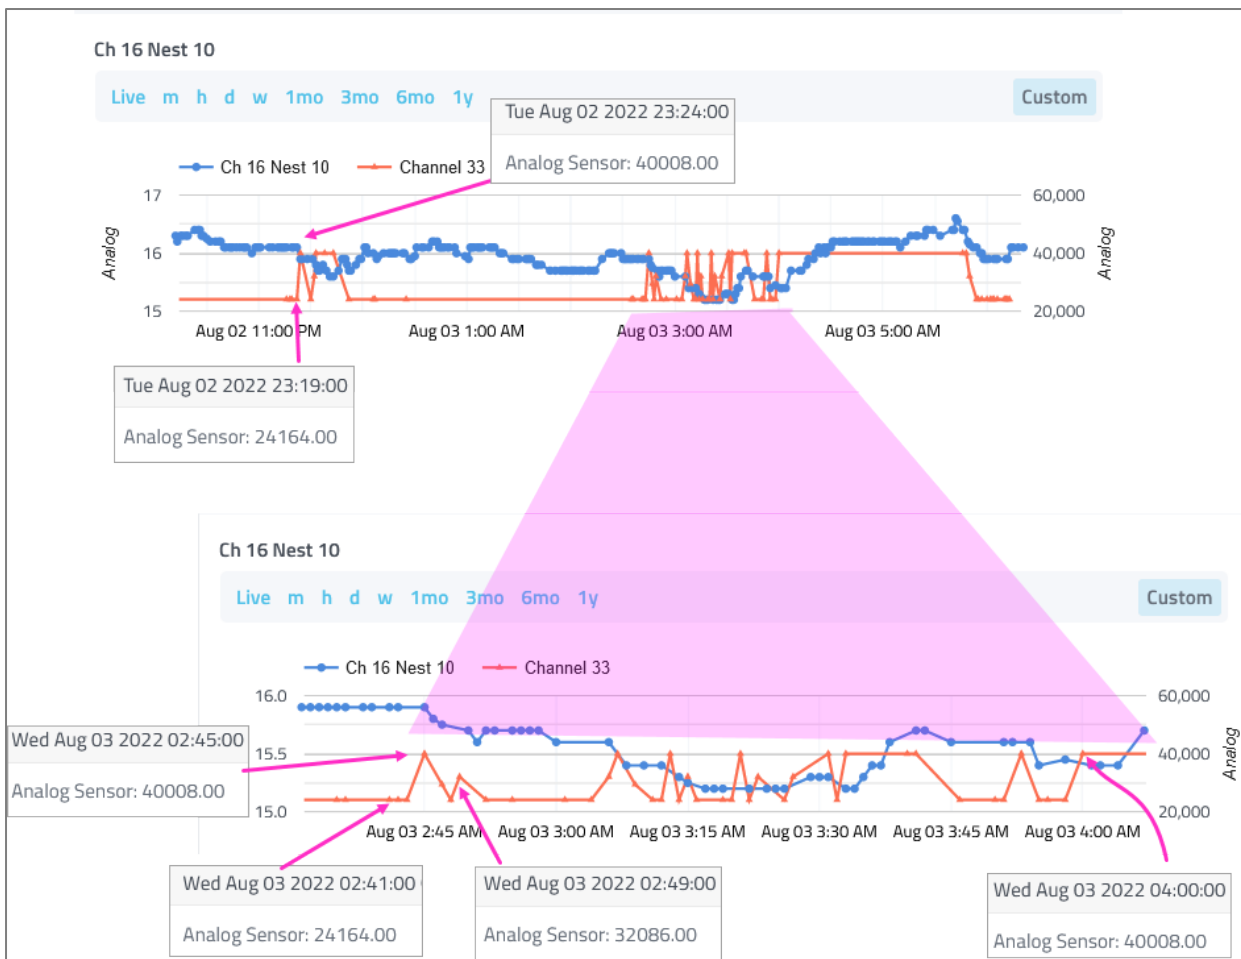 Ch 16 Nest 10
Live m h d w 1mo 3mo 6mo 1y Custom
Tue Aug 02 2022 23:24:00
Analog Sensor: 40008.00
Ch 16 Nest 10 Channel 33
17 60,000
16 40,000
15 20,000
Analog Analog
Aug 02 11:00 PM Aug 03 1:00 AM Aug 03 3:00 AM Aug 03 5:00 AM
Tue Aug 02 2022 23:19:00
Analog Sensor: 24164.00
Ch 16 Nest 10
Live m h d w 1mo 3mo 6mo 1y Custom
Ch 16 Nest 10 Channel 33
16.0 60,000
15.5 40,000
15.0 20,000
Analog
Wed Aug 03 2022 02:45:00
Analog Sensor: 40008.00
Aug 03 2:45 AM Aug 03 3:00 AM Aug 03 3:15 AM Aug 03 3:30 AM Aug 03 3:45 AM Aug 03 4:00 AM
Wed Aug 03 2022 02:41:00
Analog Sensor: 24164.00
Wed Aug 03 2022 02:49:00
Analog Sensor: 32086.00
Wed Aug 03 2022 04:00:00
Analog Sensor: 40008.00